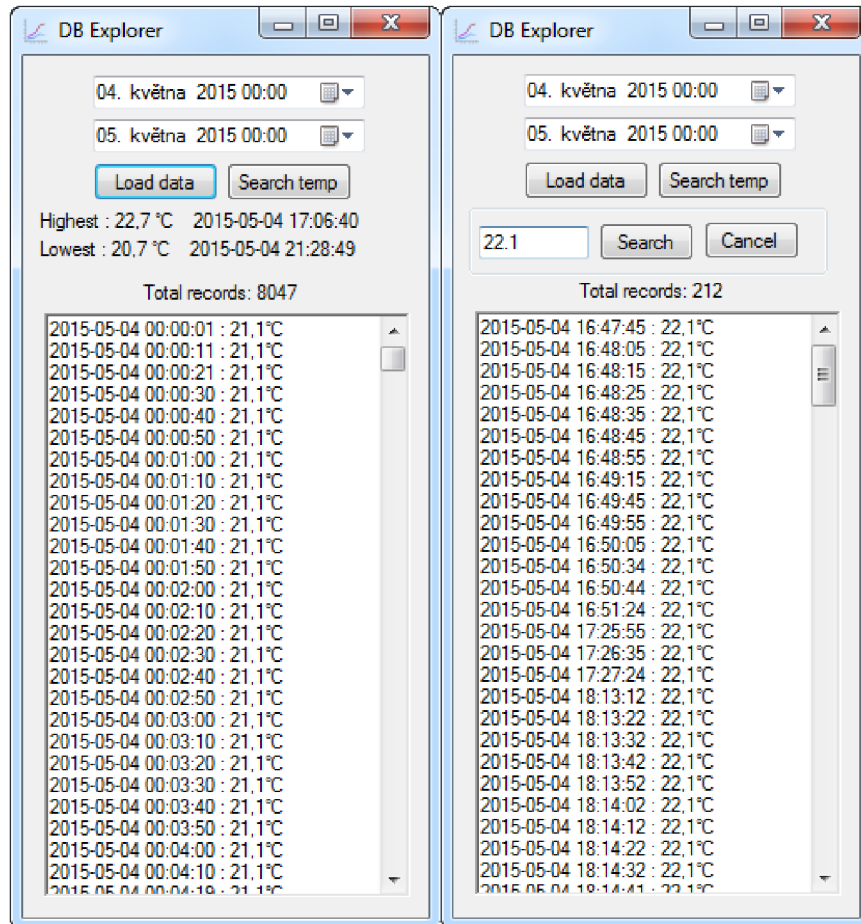 DB Explorer
04. května 2015 00:00
05. května 2015 00:00
Load data
Search temp
Highest : 22,7 °C 2015-05-04 17:06:40
Lowest : 20,7 °C 2015-05-04 21:28:49
Total records: 8047
2015-05-04 00:00:01 : 21,1°C
2015-05-04 00:00:11 : 21,1°C
2015-05-04 00:00:21 : 21,1°C
2015-05-04 00:00:30 : 21,1°C
2015-05-04 00:00:40 : 21,1°C
2015-05-04 00:00:50 : 21,1°C
2015-05-04 00:01:00 : 21,1°C
2015-05-04 00:01:10 : 21,1°C
2015-05-04 00:01:20 : 21,1°C
2015-05-04 00:01:30 : 21,1°C
2015-05-04 00:01:40 : 21,1°C
2015-05-04 00:01:50 : 21,1°C
2015-05-04 00:02:00 : 21,1°C
2015-05-04 00:02:10 : 21,1°C
2015-05-04 00:02:20 : 21,1°C
2015-05-04 00:02:30 : 21,1°C
2015-05-04 00:02:40 : 21,1°C
2015-05-04 00:02:50 : 21,1°C
2015-05-04 00:03:00 : 21,1°C
2015-05-04 00:03:10 : 21,1°C
2015-05-04 00:03:20 : 21,1°C
2015-05-04 00:03:30 : 21,1°C
2015-05-04 00:03:40 : 21,1°C
2015-05-04 00:03:50 : 21,1°C
2015-05-04 00:04:00 : 21,1°C
2015-05-04 00:04:10 : 21,1°C
2015-05-04 00:04:19 : 21,1°C
DB Explorer
04. května 2015 00:00
05. května 2015 00:00
Load data
Search temp
22.1
Search
Cancel
Total records: 212
2015-05-04 16:47:45 : 22,1°C
2015-05-04 16:48:05 : 22,1°C
2015-05-04 16:48:15 : 22,1°C
2015-05-04 16:48:25 : 22,1°C
2015-05-04 16:48:35 : 22,1°C
2015-05-04 16:48:45 : 22,1°C
2015-05-04 16:48:55 : 22,1°C
2015-05-04 16:49:15 : 22,1°C
2015-05-04 16:49:45 : 22,1°C
2015-05-04 16:49:55 : 22,1°C
2015-05-04 16:50:05 : 22,1°C
2015-05-04 16:50:34 : 22,1°C
2015-05-04 16:50:44 : 22,1°C
2015-05-04 16:51:24 : 22,1°C
2015-05-04 17:25:55 : 22,1°C
2015-05-04 17:26:35 : 22,1°C
2015-05-04 17:27:24 : 22,1°C
2015-05-04 18:13:12 : 22,1°C
2015-05-04 18:13:22 : 22,1°C
2015-05-04 18:13:32 : 22,1°C
2015-05-04 18:13:42 : 22,1°C
2015-05-04 18:13:52 : 22,1°C
2015-05-04 18:14:02 : 22,1°C
2015-05-04 18:14:12 : 22,1°C
2015-05-04 18:14:22 : 22,1°C
2015-05-04 18:14:32 : 22,1°C
2015-05-04 18:14:41 : 22,1°C